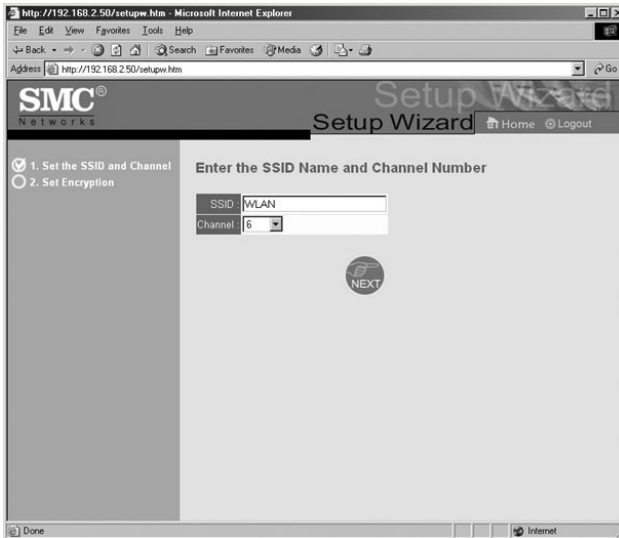 http://192.168.2.50/setupw.htm - Microsoft Internet Explorer
File Edit View Favorites Tools Help
Back Search Favorites Media
Address http://192.168.2.50/setupw.htm Go
SMC®
Networks
Setup Wizard
Setup Wizard Home Logout
1. Set the SSID and Channel
2. Set Encryption
Enter the SSID Name and Channel Number
SSID : WLAN
Channel : 6
NEXT
Done Internet